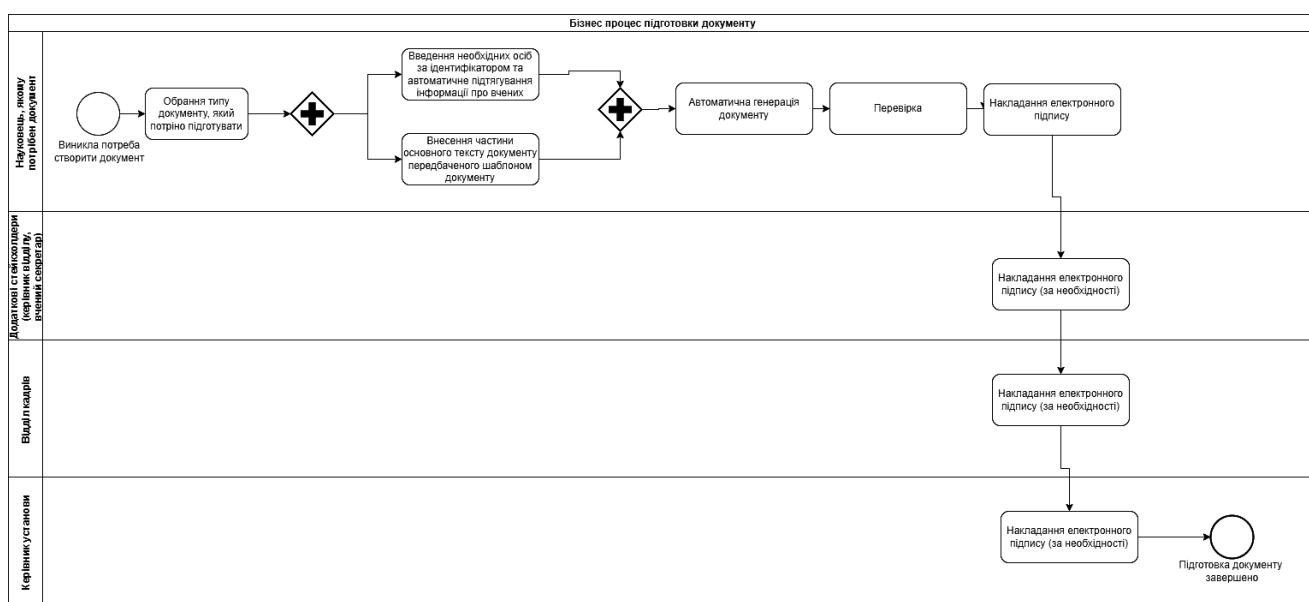 Бізнес процес підготовки документу
Науковець, якому
потрібен документ
Виникла потреба
створити документ
Обрання типу
документу, який
потріно підготувати
Введення необхідних осіб
за ідентифікатором та
автоматичне підтягування
інформації про вчених
Внесення частини
основного тексту документу
передбаченого шаблоном
документу
Автоматична генерація
документу
Перевірка
Накладання електронного
підпису
Додаткові стейкхолдери
(керівник відділу,
вчений секретар)
Накладання електронного
підпису (за необхідності)
Відділ кадрів
Накладання електронного
підпису (за необхідності)
Керівник установи
Накладання електронного
підпису (за необхідності)
Підготовка документу
завершено